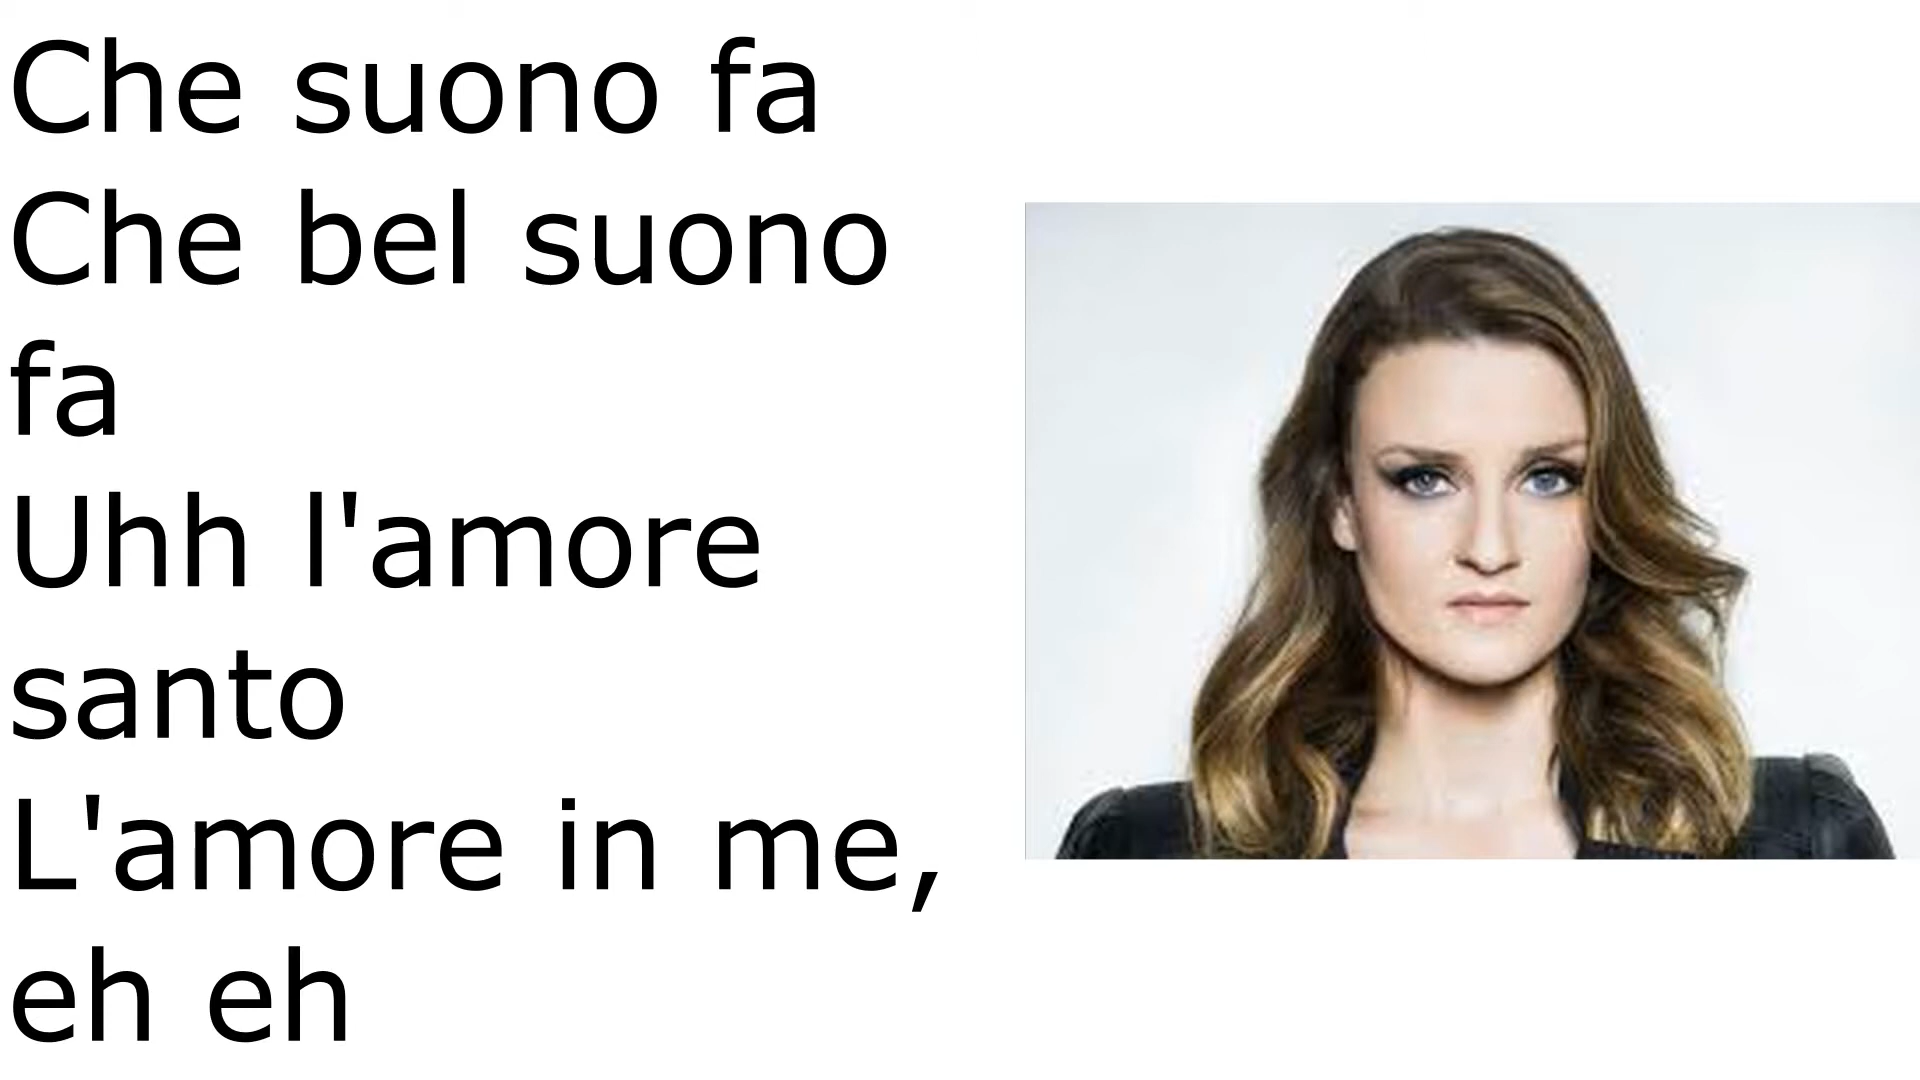 Che suono fa
Che bel suono
fa
Uhh l'amore
santo
L'amore in me,
eh eh